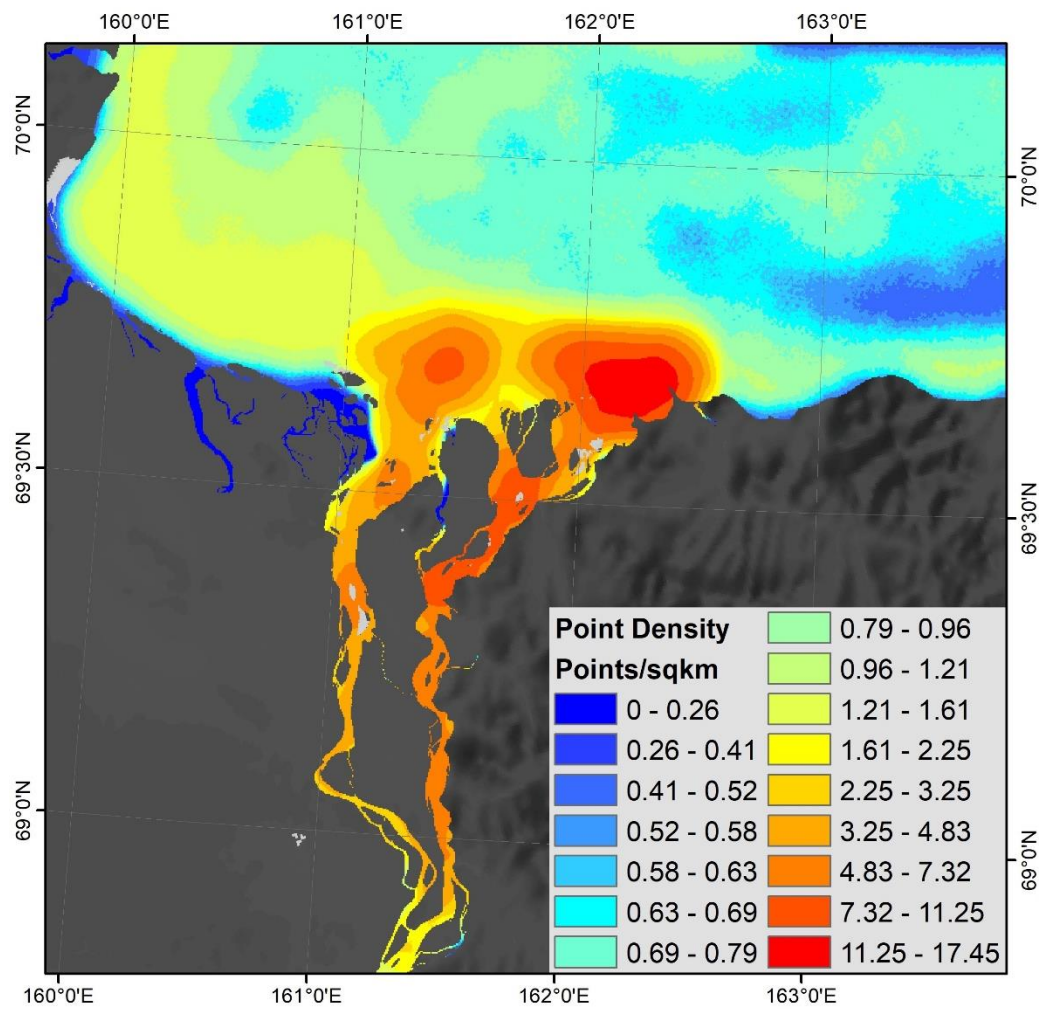 160°0'E 161°0'E 162°0'E 163°0'E
70°0'N
70°0'N
69°30'N
69°30'N
69°0'N
69°0'N
Point Density
Points/sqkm
0 - 0.26
0.26 - 0.41
0.41 - 0.52
0.52 - 0.58
0.58 - 0.63
0.63 - 0.69
0.69 - 0.79
0.79 - 0.96
0.96 - 1.21
1.21 - 1.61
1.61 - 2.25
2.25 - 3.25
3.25 - 4.83
4.83 - 7.32
7.32 - 11.25
11.25 - 17.45
160°0'E 161°0'E 162°0'E 163°0'E